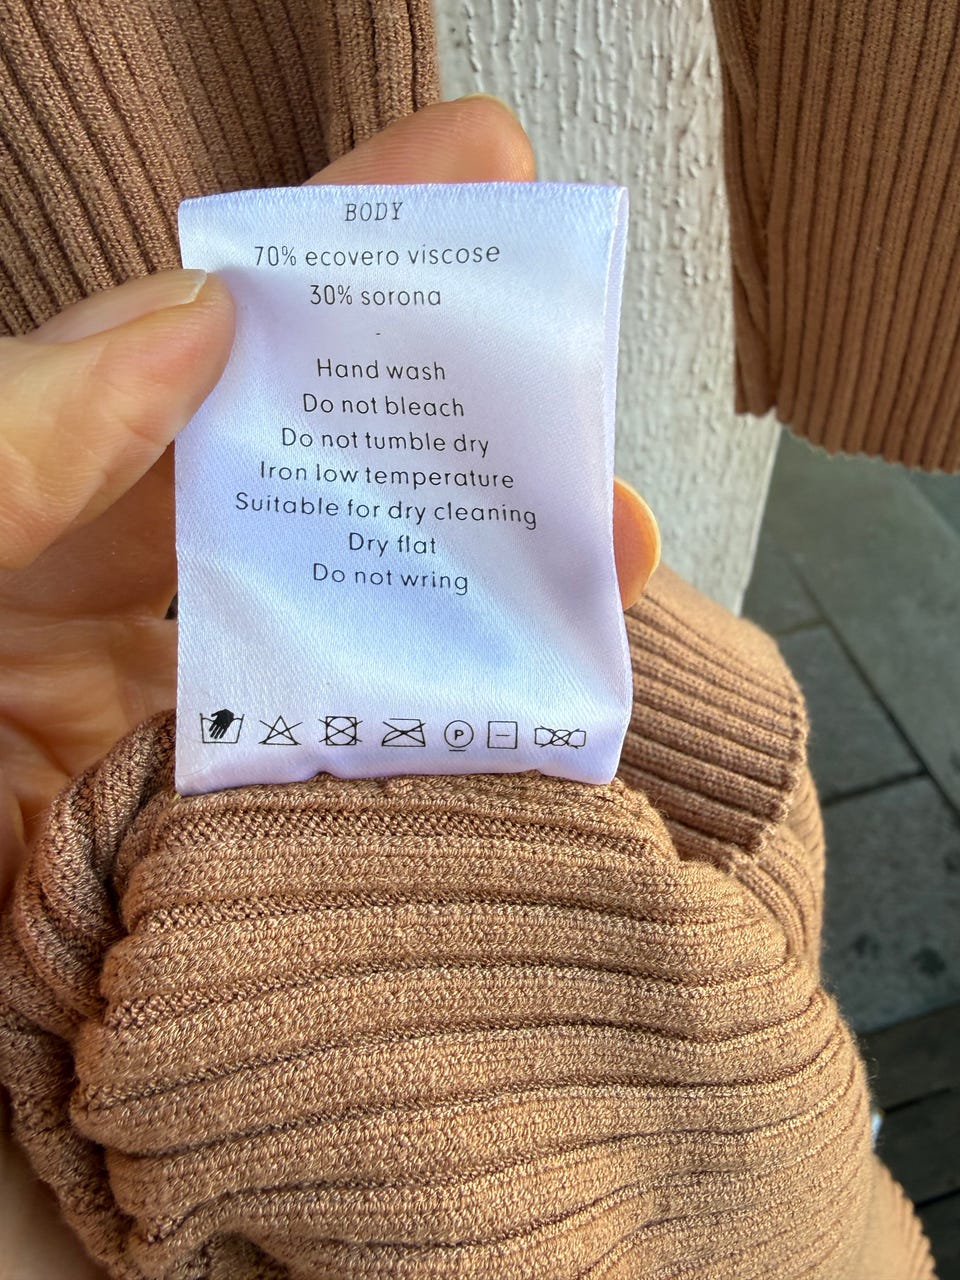 BODY
70% ecovero viscose
30% sorona
-
Hand wash
Do not bleach
Do not tumble dry
Iron low temperature
Suitable for dry cleaning
Dry flat
Do not wring
P